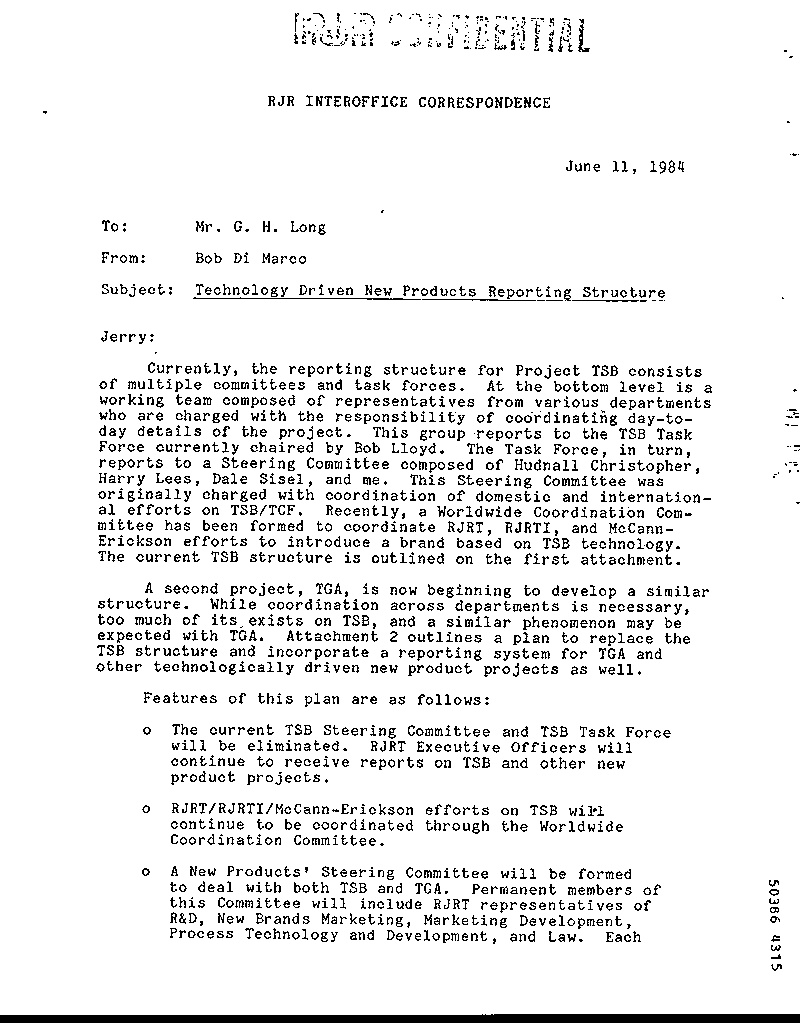 RJR CONFIDENTIAL
RJR INTEROFFICE CORRESPONDENCE
June 11, 1984
To: Mr. G. H. Long
From: Bob Di Marco
Subject: Technology Driven New Products Reporting Structure
Jerry:
Currently, the reporting structure for Project TSB consists
of multiple committees and task forces. At the bottom level is a
working team composed of representatives from various departments
who are charged with the responsibility of coordinating day-to-
day details of the project. This group reports to the TSB Task
Force currently chaired by Bob Lloyd. The Task Force, in turn,
reports to a Steering Committee composed of Hudnall Christopher,
Harry Lees, Dale Sisel, and me. This Steering Committee was
originally charged with coordination of domestic and internation-
al efforts on TSB/TCF. Recently, a Worldwide Coordination Com-
mittee has been formed to coordinate RJRT, RJRTI, and McCann-
Erickson efforts to introduce a brand based on TSB technology.
The current TSB structure is outlined on the first attachment.
A second project, TGA, is now beginning to develop a similar
structure. While coordination across departments is necessary,
too much of its exists on TSB, and a similar phenomenon may be
expected with TGA. Attachment 2 outlines a plan to replace the
TSB structure and incorporate a reporting system for TGA and
other technologically driven new product projects as well.
Features of this plan are as follows:
o The current TSB Steering Committee and TSB Task Force
will be eliminated. RJRT Executive Officers will
continue to receive reports on TSB and other new
product projects.
o RJRT/RJRTI/McCann-Erickson efforts on TSB will
continue to be coordinated through the Worldwide
Coordination Committee.
o A New Products' Steering Committee will be formed
to deal with both TSB and TGA. Permanent members of
this Committee will include RJRT representatives of
R&D, New Brands Marketing, Marketing Development,
Process Technology and Development, and Law. Each
50386 4315